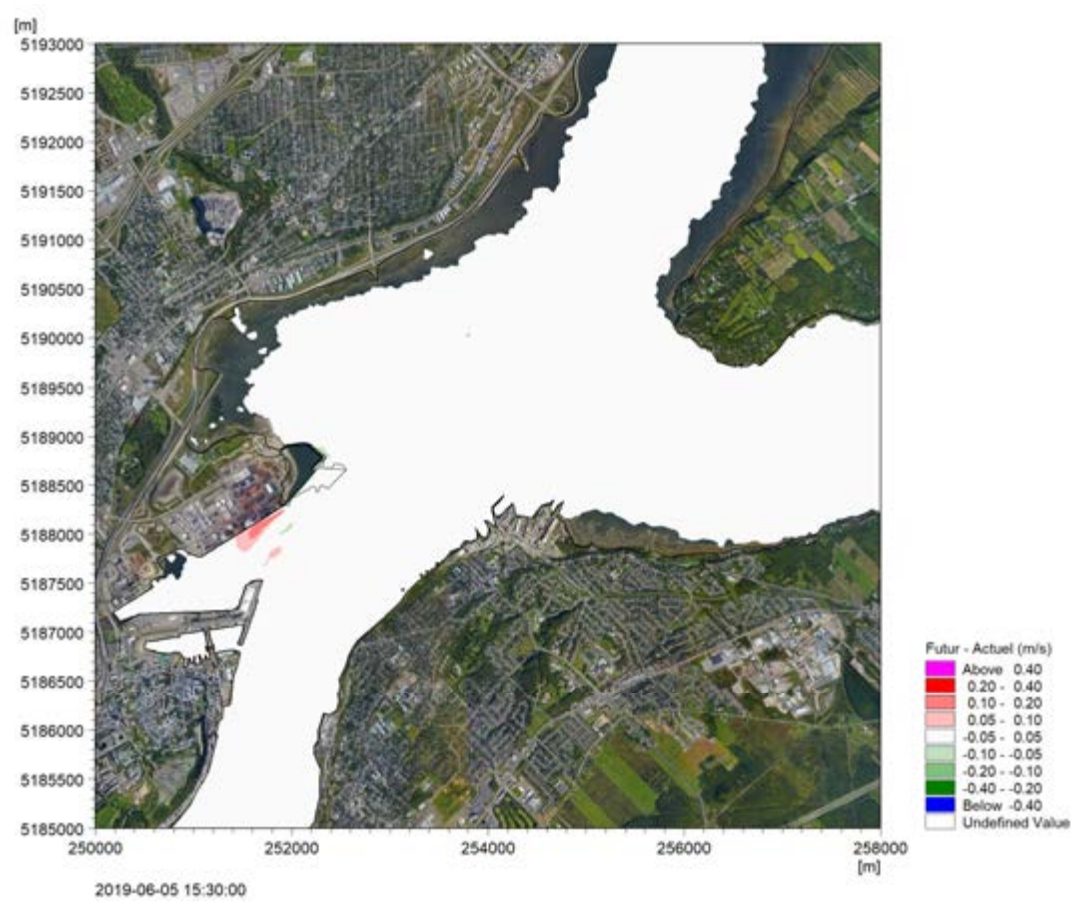 [m]
5193000
5192500
5192000
5191500
5191000
5190500
5190000
5189500
5189000
5188500
5188000
5187500
5187000
5186500
5186000
5185500
5185000
250000 252000 254000 256000 258000
[m]
2019-06-05 15:30:00
Futur - Actuel (m/s)
Above 0.40
0.20 - 0.40
0.10 - 0.20
0.05 - 0.10
-0.05 - 0.05
-0.10 - -0.05
-0.20 - -0.10
-0.40 - -0.20
Below -0.40
Undefined Value